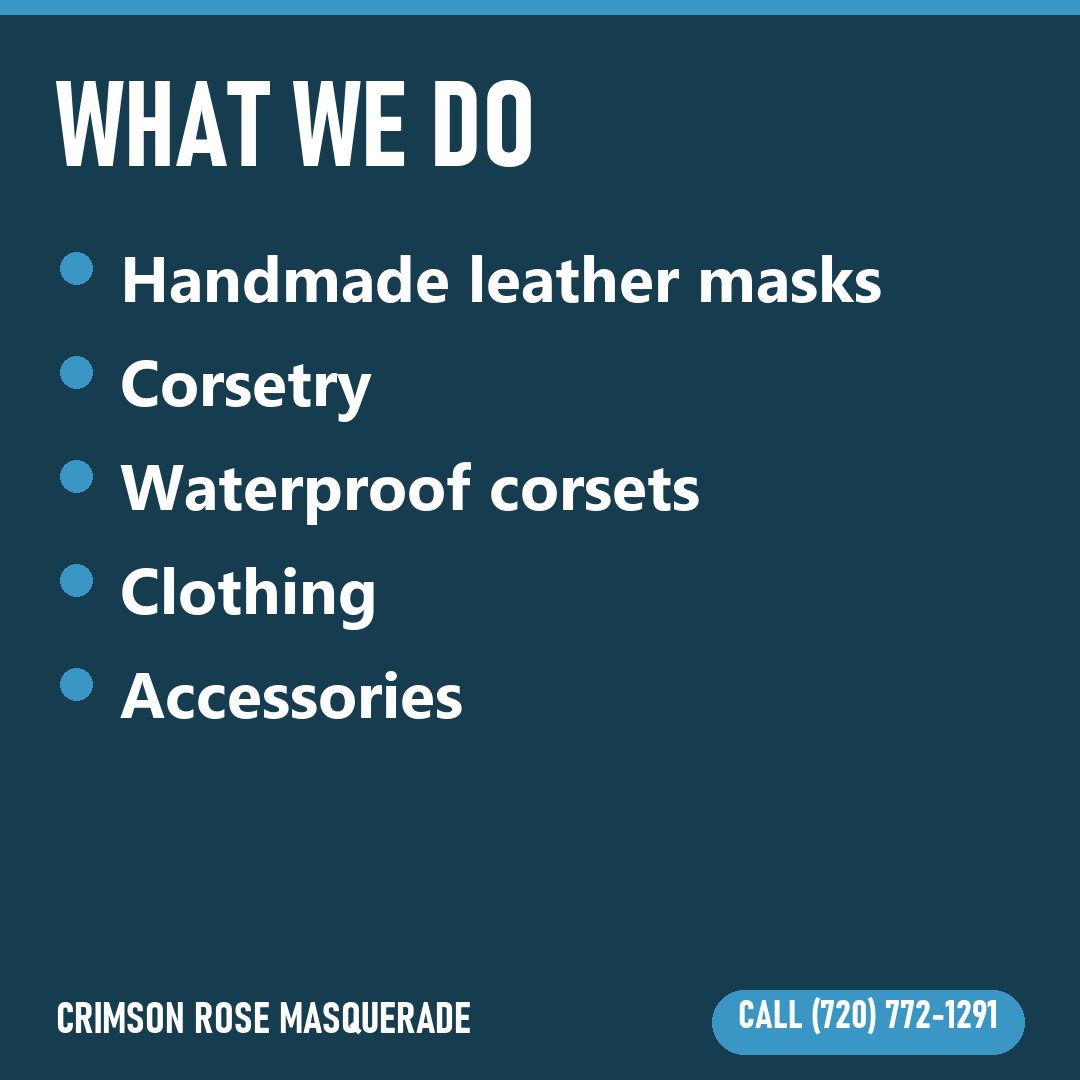 WHAT WE DO
Handmade leather masks
Corsetry
Waterproof corsets
Clothing
Accessories
CRIMSON ROSE MASQUERADE
CALL (720) 772-1291